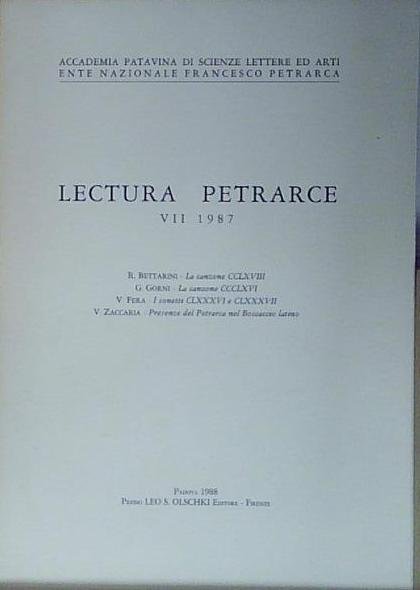 ACCADEMIA PATAVINA DI SCIENZE LETTERE ED ARTI
ENTE NAZIONALE FRANCESCO PETRARCA
LECTURA PETRARCE
VII 1987
R. BETTARINI - La canzone CCLXVIII
G. GORNI - La canzone CCCLXVI
V. FERA - I sonetti CLXXXVI e CLXXXVII
V. ZACCARIA - Presenze del Petrarca nel Boccaccio latino
PADOVA 1988
PRESSO LEO S. OLSCHKI EDITORE - FIRENZE